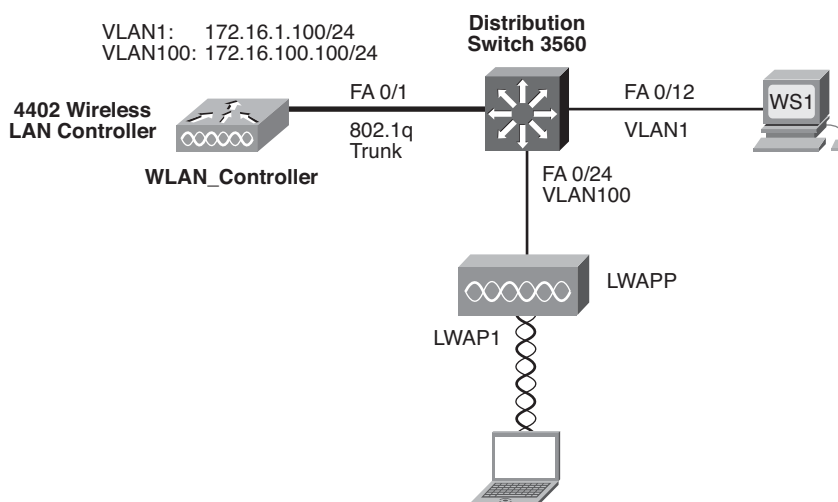 VLAN1: 172.16.1.100/24
VLAN100: 172.16.100.100/24
Distribution
Switch 3560
4402 Wireless
LAN Controller
WLAN_Controller
FA 0/1
802.1q
Trunk
FA 0/12
VLAN1
WS1
FA 0/24
VLAN100
LWAPP
LWAP1